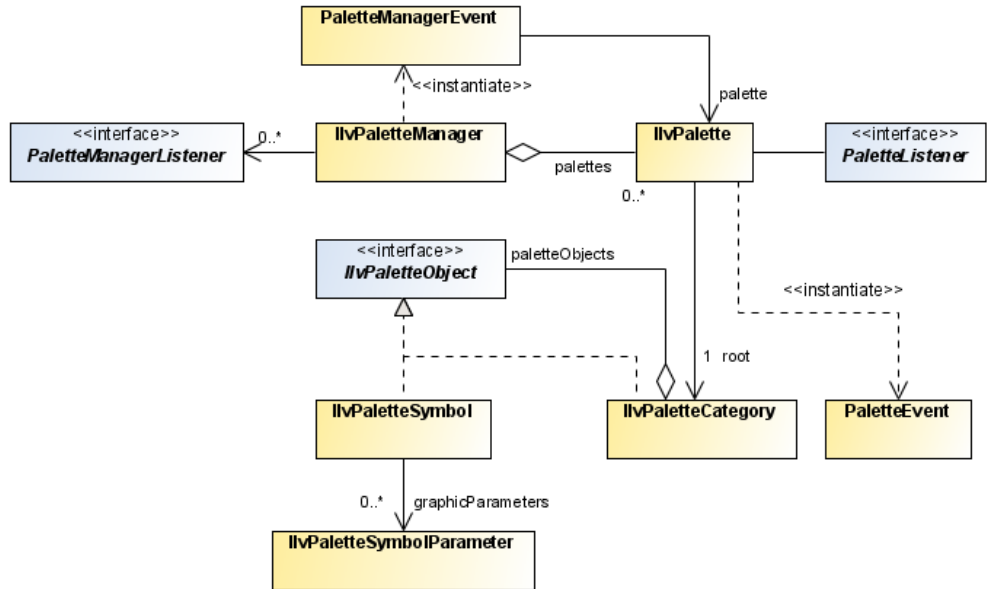 PaletteManagerEvent
<<instantiate>>
palette
<<interface>>
PaletteManagerListener
0..*
IlvPaletteManager
palettes
IlvPalette
0..*
<<interface>>
PaletteListener
<<interface>>
IlvPaletteObject
paletteObjects
<<instantiate>>
1 root
IlvPaletteSymbol
IlvPaletteCategory
PaletteEvent
0..* graphicParameters
IlvPaletteSymbolParameter